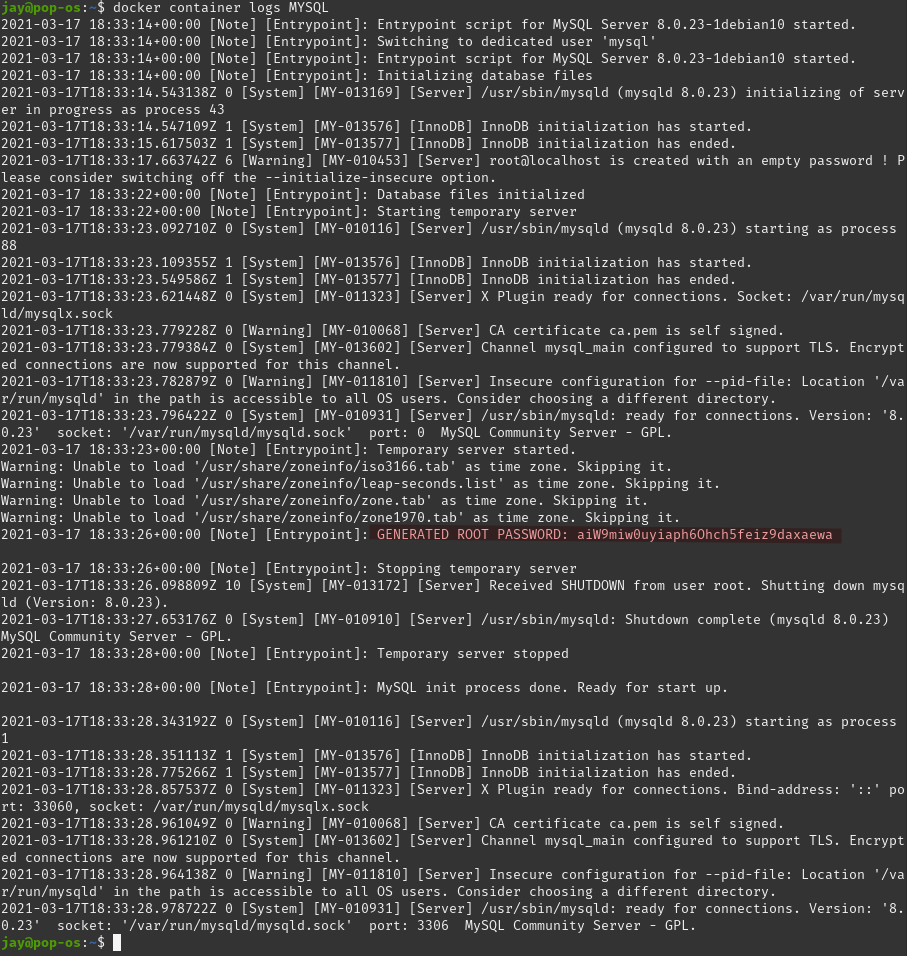 jay@pop-os:~$ docker container logs MYSQL
2021-03-17 18:33:14+00:00 [Note] [Entrypoint]: Entrypoint script for MySQL Server 8.0.23-1debian10 started.
2021-03-17 18:33:14+00:00 [Note] [Entrypoint]: Switching to dedicated user 'mysql'
2021-03-17 18:33:14+00:00 [Note] [Entrypoint]: Entrypoint script for MySQL Server 8.0.23-1debian10 started.
2021-03-17 18:33:14+00:00 [Note] [Entrypoint]: Initializing database files
2021-03-17T18:33:14.543138Z 0 [System] [MY-013169] [Server] /usr/sbin/mysqld (mysqld 8.0.23) initializing of serv
er in progress as process 43
2021-03-17T18:33:14.547109Z 1 [System] [MY-013576] [InnoDB] InnoDB initialization has started.
2021-03-17T18:33:15.617503Z 1 [System] [MY-013577] [InnoDB] InnoDB initialization has ended.
2021-03-17T18:33:17.663742Z 6 [Warning] [MY-010453] [Server] root@localhost is created with an empty password ! P
lease consider switching off the --initialize-insecure option.
2021-03-17 18:33:22+00:00 [Note] [Entrypoint]: Database files initialized
2021-03-17 18:33:22+00:00 [Note] [Entrypoint]: Starting temporary server
2021-03-17T18:33:23.092710Z 0 [System] [MY-010116] [Server] /usr/sbin/mysqld (mysqld 8.0.23) starting as process
88
2021-03-17T18:33:23.109355Z 1 [System] [MY-013576] [InnoDB] InnoDB initialization has started.
2021-03-17T18:33:23.549586Z 1 [System] [MY-013577] [InnoDB] InnoDB initialization has ended.
2021-03-17T18:33:23.621448Z 0 [System] [MY-011323] [Server] X Plugin ready for connections. Socket: /var/run/mysq
ld/mysqlx.sock
2021-03-17T18:33:23.779228Z 0 [Warning] [MY-010068] [Server] CA certificate ca.pem is self signed.
2021-03-17T18:33:23.779384Z 0 [System] [MY-013602] [Server] Channel mysql_main configured to support TLS. Encrypt
ed connections are now supported for this channel.
2021-03-17T18:33:23.782879Z 0 [Warning] [MY-011810] [Server] Insecure configuration for --pid-file: Location '/va
r/run/mysqld' in the path is accessible to all OS users. Consider choosing a different directory.
2021-03-17T18:33:23.796422Z 0 [System] [MY-010931] [Server] /usr/sbin/mysqld: ready for connections. Version: '8.
0.23'  socket: '/var/run/mysqld/mysqld.sock'  port: 0  MySQL Community Server - GPL.
2021-03-17 18:33:23+00:00 [Note] [Entrypoint]: Temporary server started.
Warning: Unable to load '/usr/share/zoneinfo/iso3166.tab' as time zone. Skipping it.
Warning: Unable to load '/usr/share/zoneinfo/leap-seconds.list' as time zone. Skipping it.
Warning: Unable to load '/usr/share/zoneinfo/zone.tab' as time zone. Skipping it.
Warning: Unable to load '/usr/share/zoneinfo/zone1970.tab' as time zone. Skipping it.
2021-03-17 18:33:26+00:00 [Note] [Entrypoint]: GENERATED ROOT PASSWORD: aiW9miw0uyiaph6Ohch5feiz9daxaewa
2021-03-17 18:33:26+00:00 [Note] [Entrypoint]: Stopping temporary server
2021-03-17T18:33:26.098809Z 10 [System] [MY-013172] [Server] Received SHUTDOWN from user root. Shutting down mysq
ld (Version: 8.0.23).
2021-03-17T18:33:27.653176Z 0 [System] [MY-010910] [Server] /usr/sbin/mysqld: Shutdown complete (mysqld 8.0.23)
MySQL Community Server - GPL.
2021-03-17 18:33:28+00:00 [Note] [Entrypoint]: Temporary server stopped
2021-03-17 18:33:28+00:00 [Note] [Entrypoint]: MySQL init process done. Ready for start up.
2021-03-17T18:33:28.343192Z 0 [System] [MY-010116] [Server] /usr/sbin/mysqld (mysqld 8.0.23) starting as process
1
2021-03-17T18:33:28.351113Z 1 [System] [MY-013576] [InnoDB] InnoDB initialization has started.
2021-03-17T18:33:28.775266Z 1 [System] [MY-013577] [InnoDB] InnoDB initialization has ended.
2021-03-17T18:33:28.857537Z 0 [System] [MY-011323] [Server] X Plugin ready for connections. Bind-address: '::' po
rt: 33060, socket: /var/run/mysqld/mysqlx.sock
2021-03-17T18:33:28.961049Z 0 [Warning] [MY-010068] [Server] CA certificate ca.pem is self signed.
2021-03-17T18:33:28.961210Z 0 [System] [MY-013602] [Server] Channel mysql_main configured to support TLS. Encrypt
ed connections are now supported for this channel.
2021-03-17T18:33:28.964138Z 0 [Warning] [MY-011810] [Server] Insecure configuration for --pid-file: Location '/va
r/run/mysqld' in the path is accessible to all OS users. Consider choosing a different directory.
2021-03-17T18:33:28.978722Z 0 [System] [MY-010931] [Server] /usr/sbin/mysqld: ready for connections. Version: '8.
0.23'  socket: '/var/run/mysqld/mysqld.sock'  port: 3306  MySQL Community Server - GPL.
jay@pop-os:~$